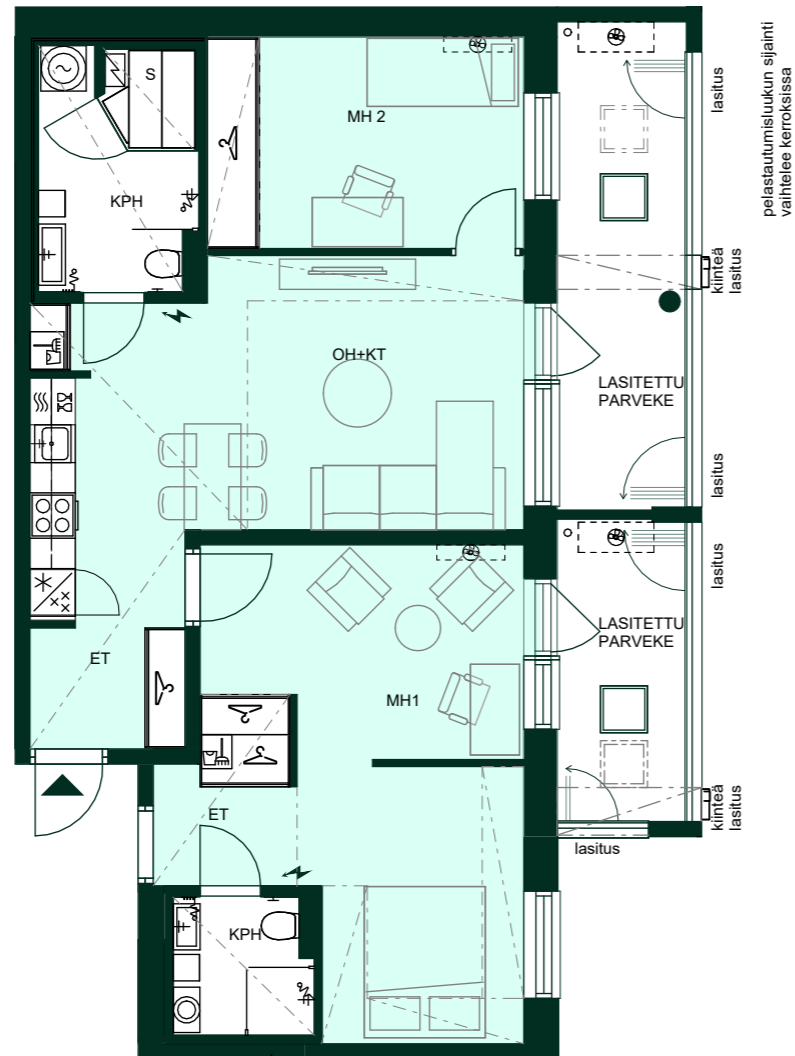 S
MH 2
lasitus
pelastautumisluukun sijainti
vaihtelee kerroksissa
KPH
kiinteä
lasitus
OH+KT
LASITETTU
PARVEKE
lasitus
lasitus
LASITETTU
PARVEKE
ET
MH1
kiinteä
lasitus
ET
lasitus
KPH